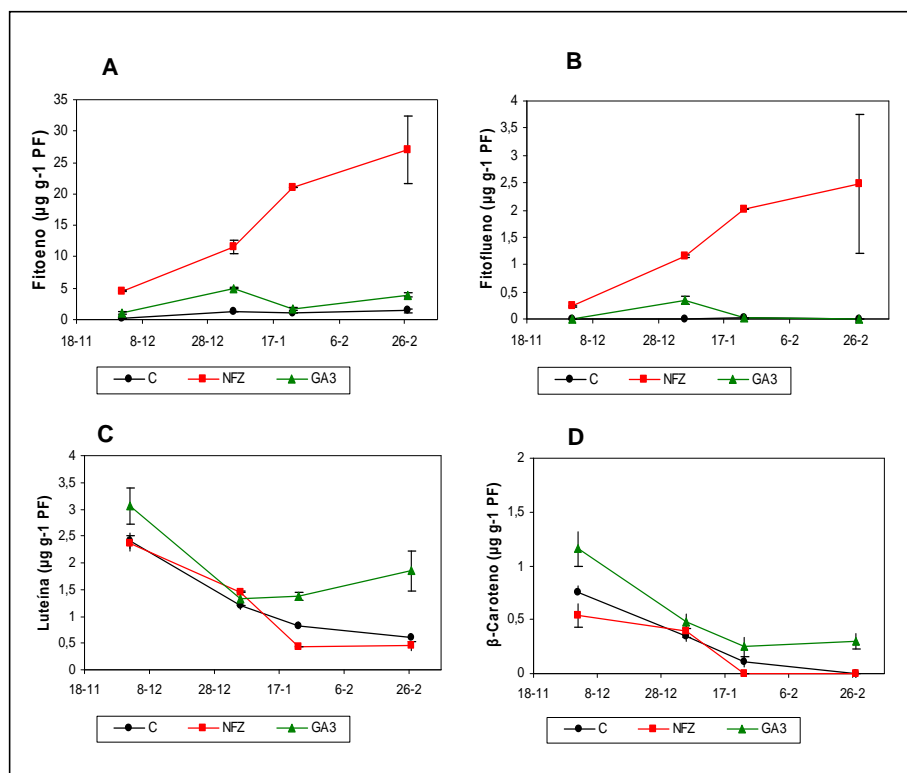 A
Fitoeno (µg g-1 PF)
35
30
25
20
15
10
5
0
18-11 8-12 28-12 17-1 6-2 26-2
C NFZ GA3
B
Fitoflueno (µg g-1 PF)
4
3,5
3
2,5
2
1,5
1
0,5
0
18-11 8-12 28-12 17-1 6-2 26-2
C NFZ GA3
C
Luteína (µg g-1 PF)
4
3,5
3
2,5
2
1,5
1
0,5
0
18-11 8-12 28-12 17-1 6-2 26-2
C NFZ GA3
D
β-Caroteno (µg g-1 PF)
2
1,5
1
0,5
0
18-11 8-12 28-12 17-1 6-2 26-2
C NFZ GA3